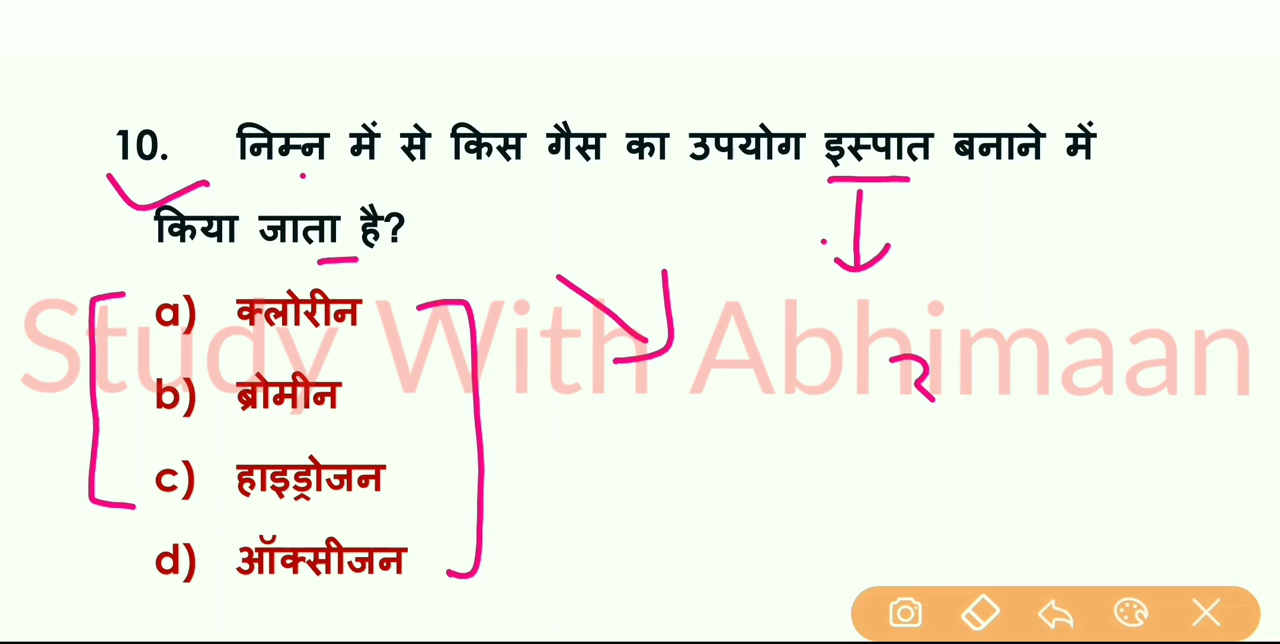 10. निम्न में से किस गैस का उपयोग इस्पात बनाने में
किया जाता है?
a) क्लोरीन
b) ब्रोमीन
c) हाइड्रोजन
d) ऑक्सीजन
Study With Abhimaan